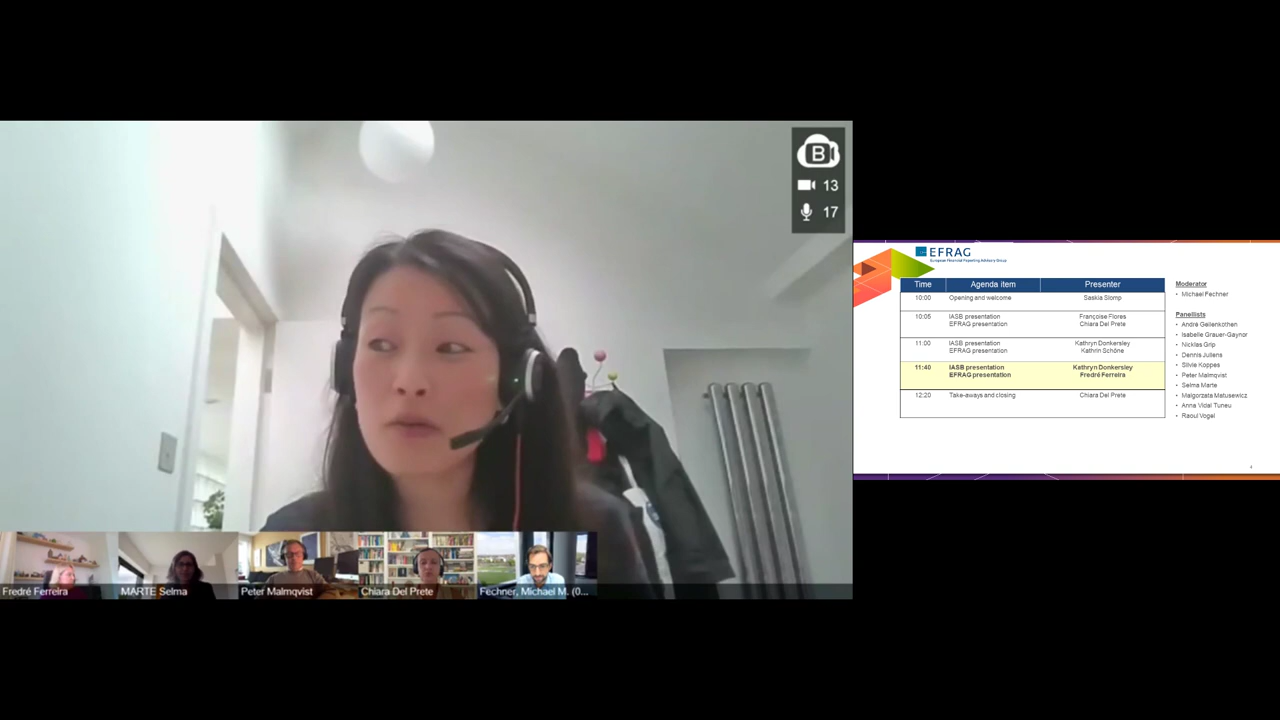 B
13
17
Fredré Ferreira
MARTE Selma
Peter Malmqvist
Chiara Del Prete
Fechner, Michael M. (0...
EFRAG
European Financial Reporting Advisory Group
Time Agenda item Presenter
10:00 Opening and welcome Saskia Slomp
10:05 IASB presentation Françoise Flores
EFRAG presentation Chiara Del Prete
11:00 IASB presentation Kathryn Donkersley
EFRAG presentation Kathrin Schöne
11:40 IASB presentation Kathryn Donkersley
EFRAG presentation Fredré Ferreira
12:20 Take-aways and closing Chiara Del Prete
Moderator
• Michael Fechner
Panellists
• André Geilenkothen
• Isabelle Grauer-Gaynor
• Nicklas Grip
• Dennis Jullens
• Silvie Koppes
• Peter Malmqvist
• Selma Marte
• Malgorzata Matusewicz
• Anna Vidal Tuneu
• Raoul Vogel